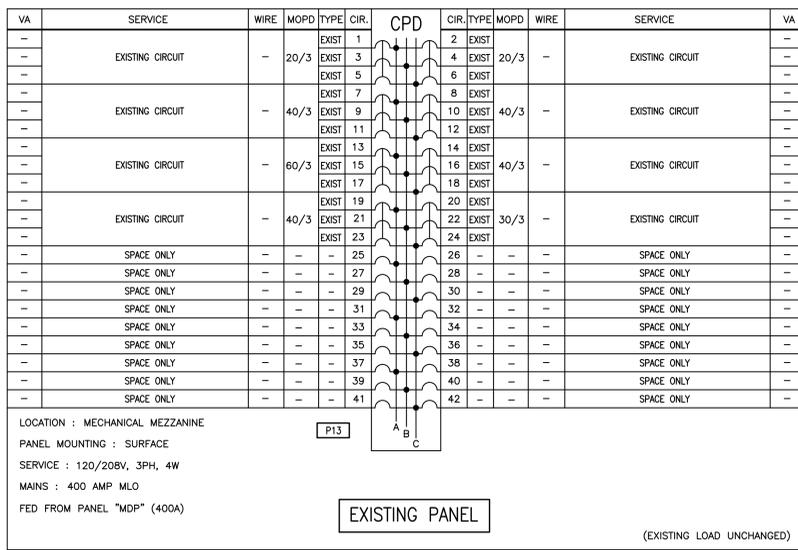 VA SERVICE WIRE MOPD TYPE CIR. CPD CIR. TYPE MOPD WIRE SERVICE VA
– EXIST 1 2 EXIST –
– EXISTING CIRCUIT – 20/3 EXIST 3 4 EXIST 20/3 – EXISTING CIRCUIT –
– EXIST 5 6 EXIST –
– EXIST 7 8 EXIST –
– EXISTING CIRCUIT – 40/3 EXIST 9 10 EXIST 40/3 – EXISTING CIRCUIT –
– EXIST 11 12 EXIST –
– EXIST 13 14 EXIST –
– EXISTING CIRCUIT – 60/3 EXIST 15 16 EXIST 40/3 – EXISTING CIRCUIT –
– EXIST 17 18 EXIST –
– EXIST 19 20 EXIST –
– EXISTING CIRCUIT – 40/3 EXIST 21 22 EXIST 30/3 – EXISTING CIRCUIT –
– EXIST 23 24 EXIST –
– SPACE ONLY – – – 25 26 – – – SPACE ONLY –
– SPACE ONLY – – – 27 28 – – – SPACE ONLY –
– SPACE ONLY – – – 29 30 – – – SPACE ONLY –
– SPACE ONLY – – – 31 32 – – – SPACE ONLY –
– SPACE ONLY – – – 33 34 – – – SPACE ONLY –
– SPACE ONLY – – – 35 36 – – – SPACE ONLY –
– SPACE ONLY – – – 37 38 – – – SPACE ONLY –
– SPACE ONLY – – – 39 40 – – – SPACE ONLY –
– SPACE ONLY – – – 41 42 – – – SPACE ONLY –
LOCATION : MECHANICAL MEZZANINE
P13
A B C
PANEL MOUNTING : SURFACE
SERVICE : 120/208V, 3PH, 4W
MAINS : 400 AMP MLO
FED FROM PANEL "MDP" (400A)
EXISTING PANEL
(EXISTING LOAD UNCHANGED)